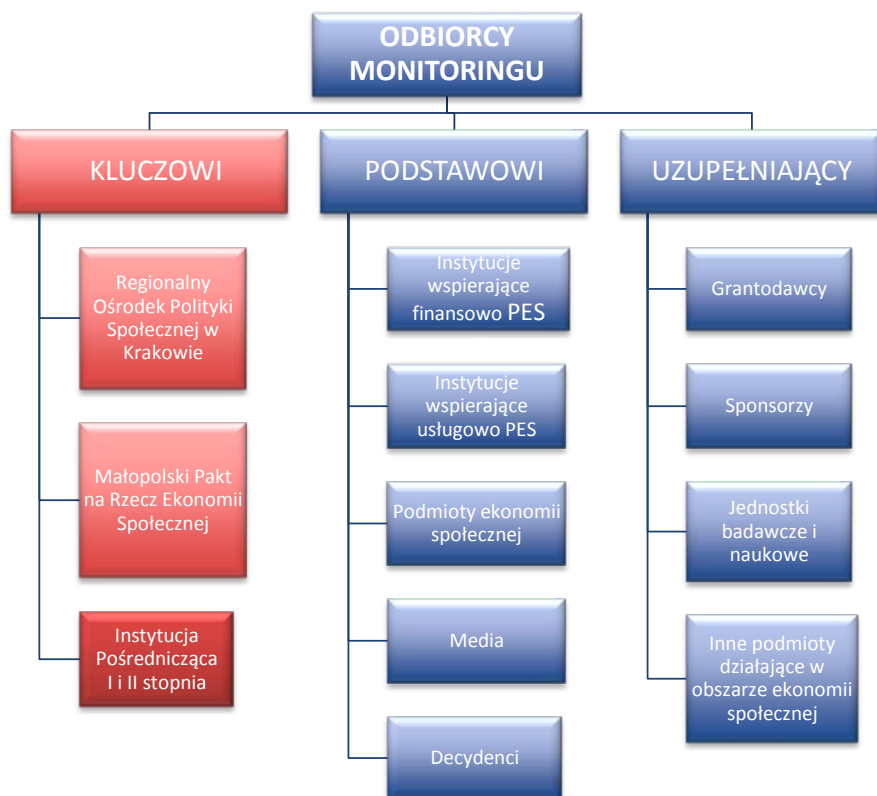 ODBIORCY
MONITORINGU
KLUCZOWI
Regionalny
Ośrodek Polityki
Społecznej w
Krakowie
Małopolski Pakt
na Rzecz Ekonomii
Społecznej
Instytucja
Pośrednicząca
I i II stopnia
PODSTAWOWI
Instytucje
wspierające
finansowo PES
Instytucje
wspierające
usługowo PES
Podmioty ekonomii
społecznej
Media
Decydenci
UZUPEŁNIAJĄCY
Grantodawcy
Sponsorzy
Jednostki
badawcze i
naukowe
Inne podmioty
działające w
obszarze ekonomii
społecznej